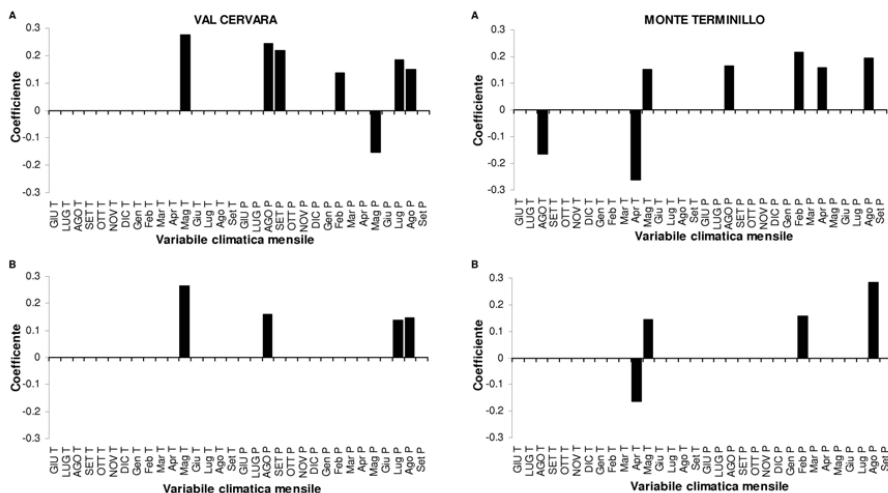 A
VAL CERVARA
0.3
0.2
0.1
0
-0.1
-0.2
-0.3
Coefficiente
GIU T
LUG T
AGO T
SET T
OTT T
NOV T
DIC T
Gen T
Feb T
Mar T
Apr T
Mag T
Giu T
Lug T
Ago T
Set T
GIU P
LUG P
AGO P
SET P
OTT P
NOV P
DIC P
Gen P
Feb P
Mar P
Apr P
Mag P
Giu P
Lug P
Ago P
Set P
Variabile climatica mensile
A
MONTE TERMINILLO
0.3
0.2
0.1
0
-0.1
-0.2
-0.3
Coefficiente
GIU T
LUG T
AGO T
SET T
OTT T
NOV T
DIC T
Gen T
Feb T
Mar T
Apr T
Mag T
Giu T
Lug T
Ago T
Set T
GIU P
LUG P
AGO P
SET P
OTT P
NOV P
DIC P
Gen P
Feb P
Mar P
Apr P
Mag P
Giu P
Lug P
Ago P
Set P
Variabile climatica mensile
B
0.3
0.2
0.1
0
-0.1
-0.2
-0.3
Coefficente
GIU T
LUG T
AGO T
SET T
OTT T
NOV T
DIC T
Gen T
Feb T
Mar T
Apr T
Mag T
Giu T
Lug T
Ago T
Set T
GIU P
LUG P
AGO P
SET P
OTT P
NOV P
DIC P
Gen P
Feb P
Mar P
Apr P
Mag P
Giu P
Lug P
Ago P
Set P
Variabile climatica mensile
B
0.3
0.2
0.1
0
-0.1
-0.2
-0.3
Coefficiente
GIU T
LUG T
AGO T
SET T
OTT T
NOV T
DIC T
Gen T
Feb T
Mar T
Apr T
Mag T
Giu T
Lug T
Ago T
Set T
GIU P
LUG P
AGO P
SET P
OTT P
NOV P
DIC P
Gen P
Feb P
Mar P
Apr P
Mag P
Giu P
Lug P
Ago P
Set P
Variabile climatica mensile